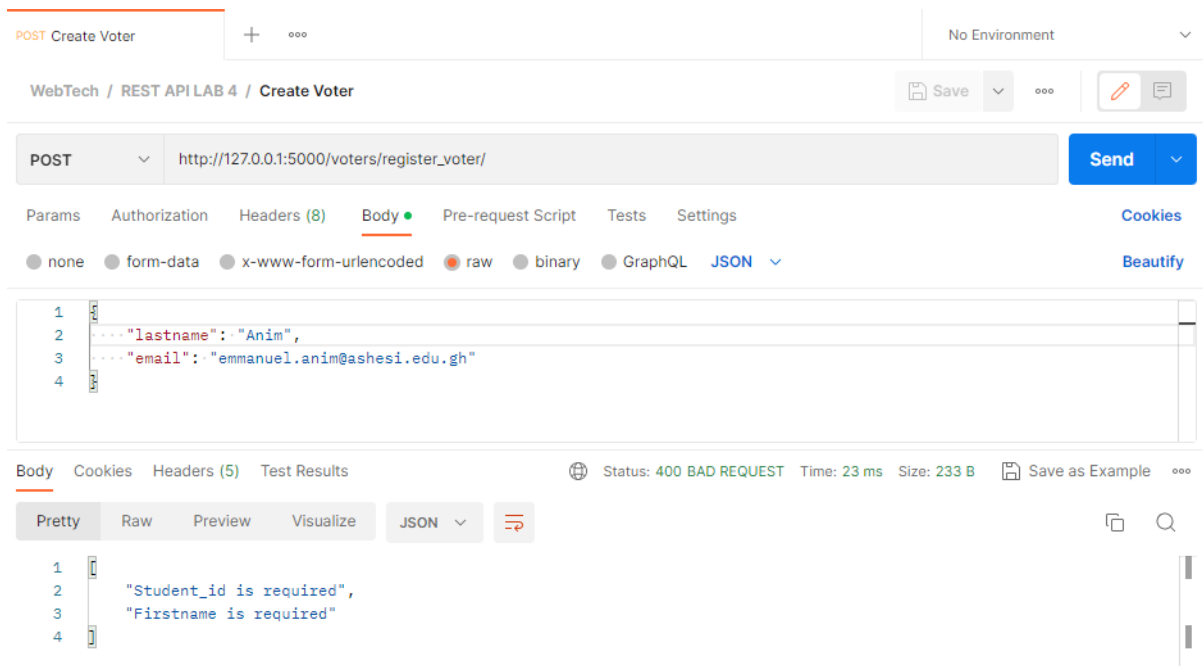 POST Create Voter + ooo No Environment
WebTech / REST API LAB 4 / Create Voter Save ooo
POST http://127.0.0.1:5000/voters/register_voter/ Send
Params Authorization Headers (8) Body Pre-request Script Tests Settings Cookies
none form-data x-www-form-urlencoded raw binary GraphQL JSON Beautify
1 {
2 "lastname": "Anim",
3 "email": "emmanuel.anim@ashesi.edu.gh"
4 }
Body Cookies Headers (5) Test Results Status: 400 BAD REQUEST Time: 23 ms Size: 233 B Save as Example ooo
Pretty Raw Preview Visualize JSON
1 [
2 "Student_id is required",
3 "Firstname is required"
4 ]